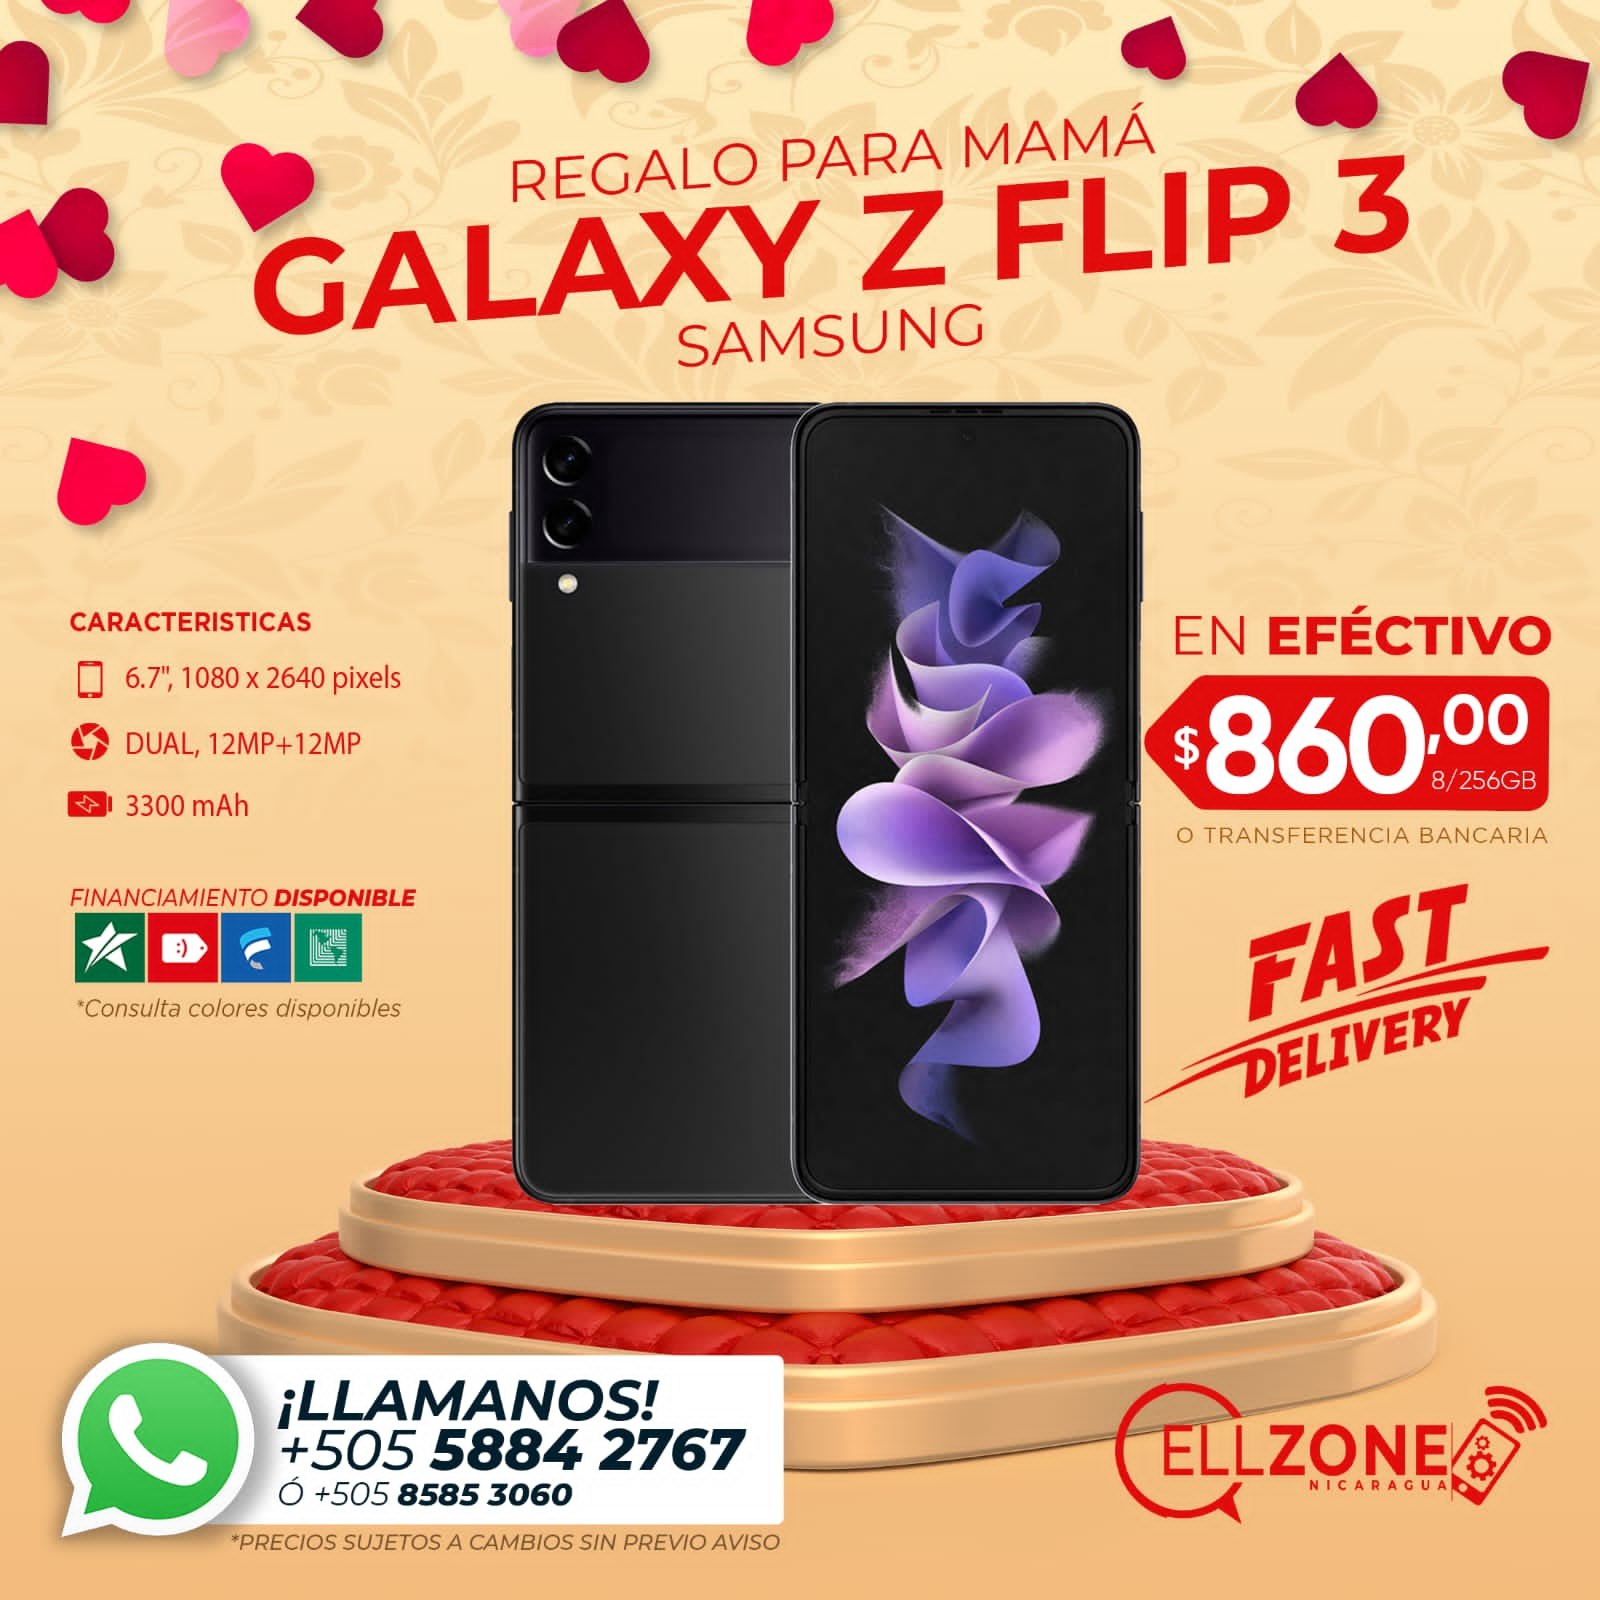 REGALO PARA MAMÁ
GALAXY Z FLIP 3
SAMSUNG
CARACTERISTICAS
6.7", 1080 x 2640 pixels
DUAL, 12MP+12MP
3300 mAh
FINANCIAMIENTO DISPONIBLE
*Consulta colores disponibles
EN EFÉCTIVO
$860,00
8/256GB
O TRANSFERENCIA BANCARIA
FAST
DELIVERY
¡LLAMANOS!
+505 5884 2767
Ó +505 8585 3060
*PRECIOS SUJETOS A CAMBIOS SIN PREVIO AVISO
CELLZONE
NICARAGUA